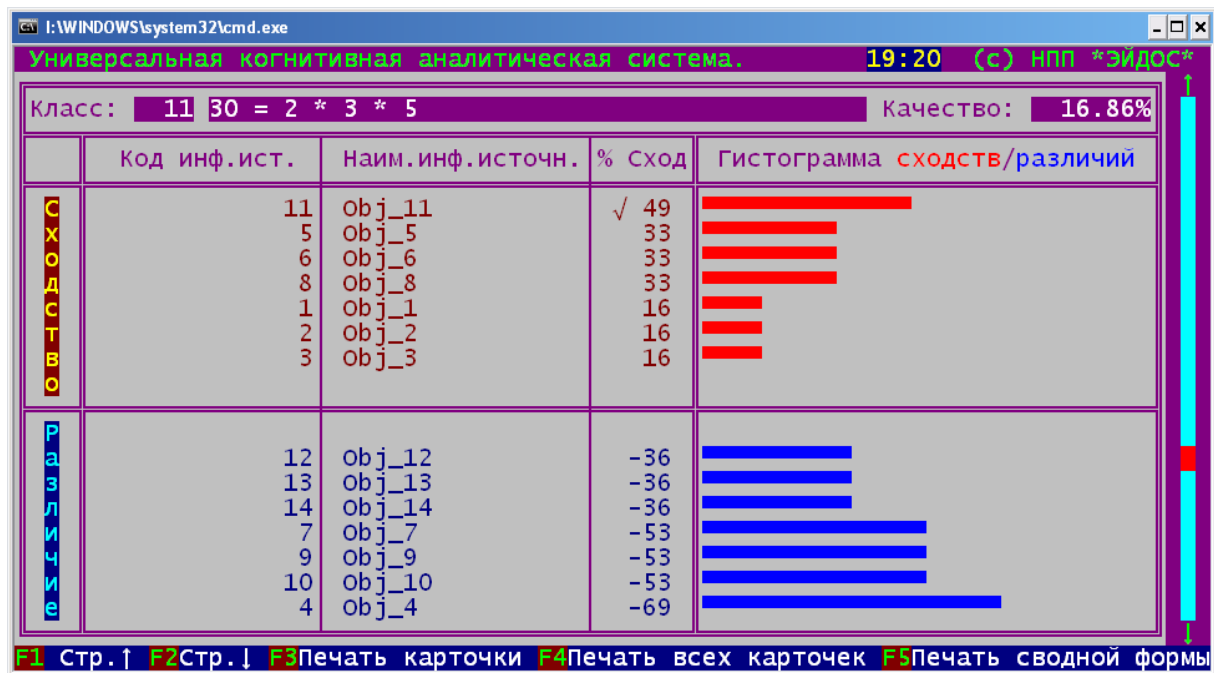 I:\WINDOWS\system32\cmd.exe
Универсальная когнитивная аналитическая система. 19:20 (c) НПП *ЭЙДОС*
Класс: 11 30 = 2 * 3 * 5 Качество: 16.86%
Код инф.ист. Наим.инф.источн. % Сход Гистограмма сходств/различий
Сходство
11 Obj_11 √ 49
5 Obj_5 33
6 Obj_6 33
8 Obj_8 33
1 Obj_1 16
2 Obj_2 16
3 Obj_3 16
Различие
12 Obj_12 -36
13 Obj_13 -36
14 Obj_14 -36
7 Obj_7 -53
9 Obj_9 -53
10 Obj_10 -53
4 Obj_4 -69
F1 Стр.↑ F2Стр.↓ F3Печать карточки F4Печать всех карточек F5Печать сводной формы